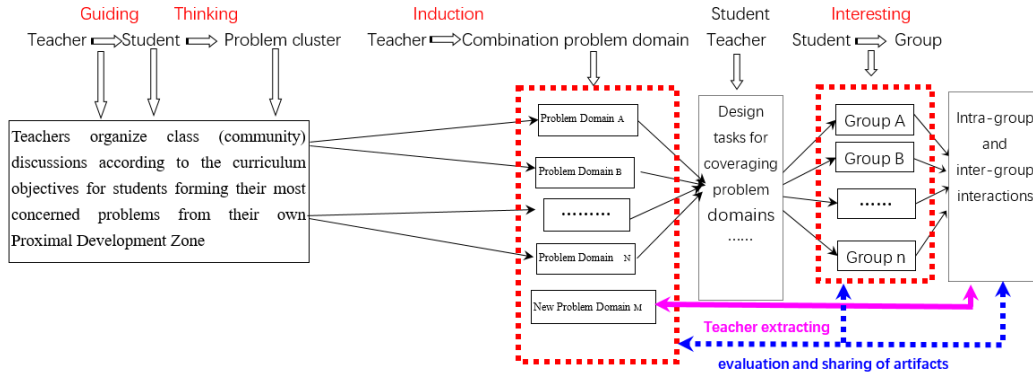 Guiding Thinking Induction Student Interesting
Teacher Student Problem cluster Teacher Combination problem domain Teacher Student Group
Teachers organize class (community)
discussions according to the curriculum
objectives for students forming their most
concerned problems from their own
Proximal Development Zone
Problem Domain A
Problem Domain B
.........
Problem Domain N
New Problem Domain M
Design
tasks for
coveraging
problem
domains
......
Group A
Group B
......
Group n
Intra-group
and
inter-group
interactions
Teacher extracting
evaluation and sharing of artifacts